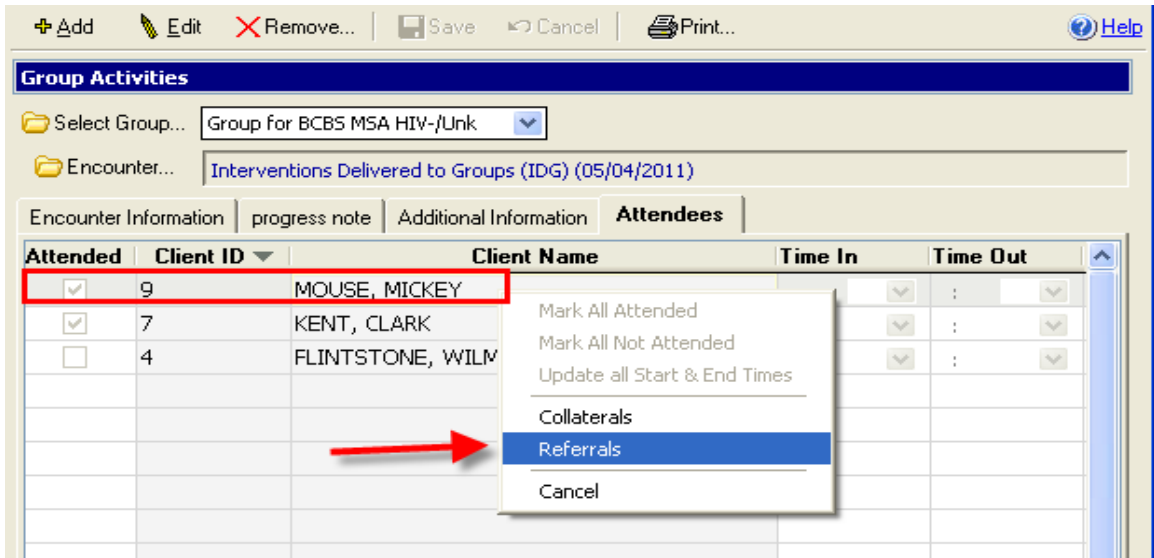 Add Edit Remove... Save Cancel Print... Help
Group Activities
Select Group... Group for BCBS MSA HIV-/Unk
Encounter... Interventions Delivered to Groups (IDG) (05/04/2011)
Encounter Information progress note Additional Information Attendees
Attended Client ID Client Name Time In Time Out
9 MOUSE, MICKEY :
7 KENT, CLARK :
4 FLINTSTONE, WILM :
Mark All Attended
Mark All Not Attended
Update all Start & End Times
Collaterals
Referrals
Cancel